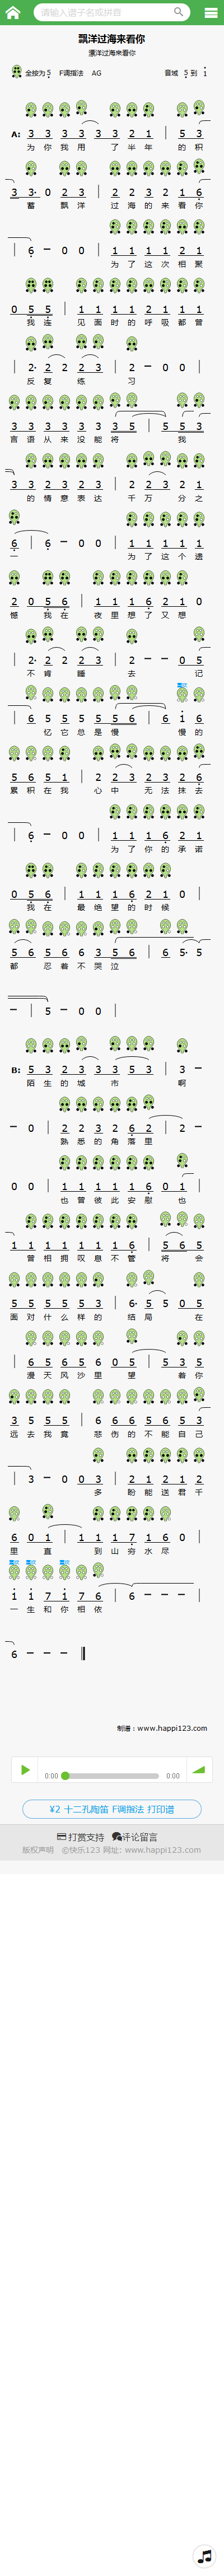 请输入谱子名或拼音
飘洋过海来看你
漂洋过海来看你
全按为5 F调指法 AG 音域 5 到 1
A: 3 3 3 3 3 3 2 1 | 5 3
为 你 我 用 了 半 年 的 积
3 3· 0 2 3 | 2 2 3 2 1 6
蓄 飘 洋 过 海 的 来 看 你
| 6 － 0 0 | 1 1 1 1 2 1
为 了 这 次 相 聚
0 5 5 | 1 1 1 1 2 1 1 1
我 连 见 面 时 的 呼 吸 都 曾
| 2· 2 2 2 3 | 2 － 0 0
反 复 练 习
3 3 3 3 3 3 3 5 | 5 5 3
言 语 从 来 没 能 将 我
3 3 2 3 2 3 | 2 2 3 2 1
的 情 意 表 达 千 万 分 之
6 | 6 － 0 0 | 1 1 1 1 1
一 为 了 这 个 遗
2 0 5 6 | 1 1 1 6 2 1 0
憾 我 在 夜 里 想 了 又 想
| 2· 2 2 2 3 | 2 － － 0 5
不 肯 睡 去 记
| 6 5 5 5 5 6 | 6 1 6
忆 它 总 是 慢 慢 的
5 6 5 1 | 2 2 3 2 3 2 6
累 积 在 我 心 中 无 法 抹 去
| 6 － 0 0 | 1 1 1 6 2 1
为 了 你 的 承 诺
0 5 6 | 1 1 1 6 2 1 0 |
我 在 最 绝 望 的 时 候
5 6 5 6 6 3 5 6 | 6 5· 5
都 忍 着 不 哭 泣
－ | 5 － 0 0 |
B: 5 3 2 3 3 3 5 3 | 3 －
陌 生 的 城 市 啊
－ 0 | 2 2 3 2 6 2 | 2 －
熟 悉 的 角 落 里
0 0 | 1 1 1 1 1 6 0 1 |
也 曾 彼 此 安 慰 也
1 1 1 1 1 1 1 6 | 5 6 5
曾 相 拥 叹 息 不 管 将 会
5 5 5 5 5 3 | 6· 5 5 0 5
面 对 什 么 样 的 结 局 在
| 6 5 6 5 6 0 5 | 5 3 5
漫 天 风 沙 里 望 着 你
3 5 5 5 | 6 6 6 5 6 5 3
远 去 我 竟 悲 伤 的 不 能 自 己
| 3 － 0 0 3 | 2 1 2 1 2
多 盼 能 送 君 千
6 0 1 | 1 1 1 7 1 6 0 |
里 直 到 山 穷 水 尽
1 1 7 1 7 6 | 6 － － － |
一 生 和 你 相 依
6 － － －
制谱：www.happi123.com
0:00 0:00
¥2 十二孔陶笛 F调指法 打印谱
打赏支持 评论留言
版权声明 ©快乐123 网址: www.happi123.com